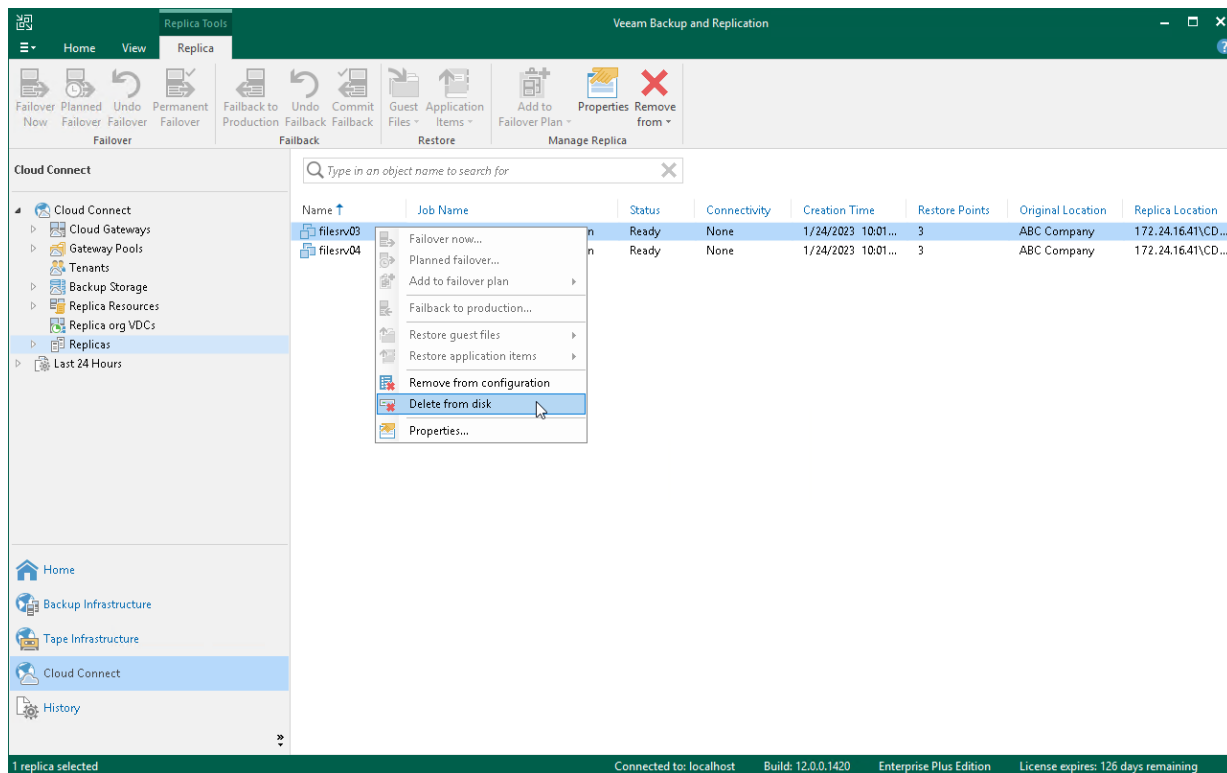 Replica Tools
Veeam Backup and Replication
Home View Replica
Failover Now
Planned Failover
Undo Failover
Permanent Failover
Failback to Production
Undo Failback
Commit Failback
Guest Files
Application Items
Add to Failover Plan
Properties
Remove from
Failover
Failback
Restore
Manage Replica
Cloud Connect
Type in an object name to search for
Cloud Connect
Cloud Gateways
Gateway Pools
Tenants
Backup Storage
Replica Resources
Replica org VDCs
Replicas
Last 24 Hours
Name Job Name Status Connectivity Creation Time Restore Points Original Location Replica Location
filesrv03 n Ready None 1/24/2023 10:01... 3 ABC Company 172.24.16.41\CD...
filesrv04 n Ready None 1/24/2023 10:01... 3 ABC Company 172.24.16.41\CD...
Failover now...
Planned failover...
Add to failover plan
Failback to production...
Restore guest files
Restore application items
Remove from configuration
Delete from disk
Properties...
Home
Backup Infrastructure
Tape Infrastructure
Cloud Connect
History
1 replica selected
Connected to: localhost Build: 12.0.0.1420 Enterprise Plus Edition License expires: 126 days remaining